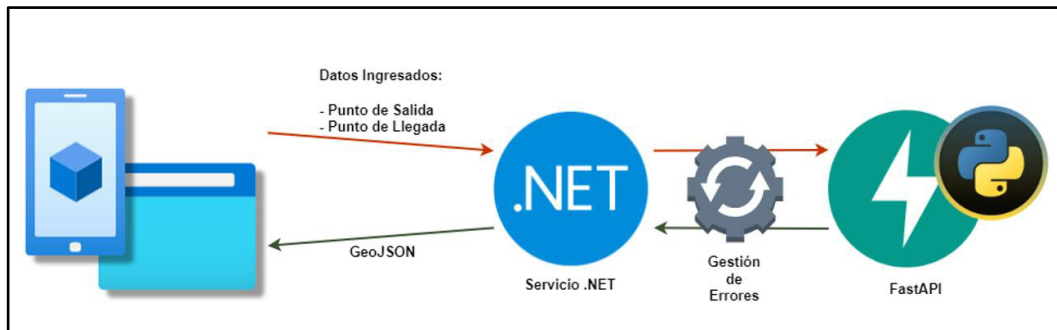 Datos Ingresados:
- Punto de Salida
- Punto de Llegada
.NET
GeoJSON
Servicio .NET
Gestión
de
Errores
FastAPI